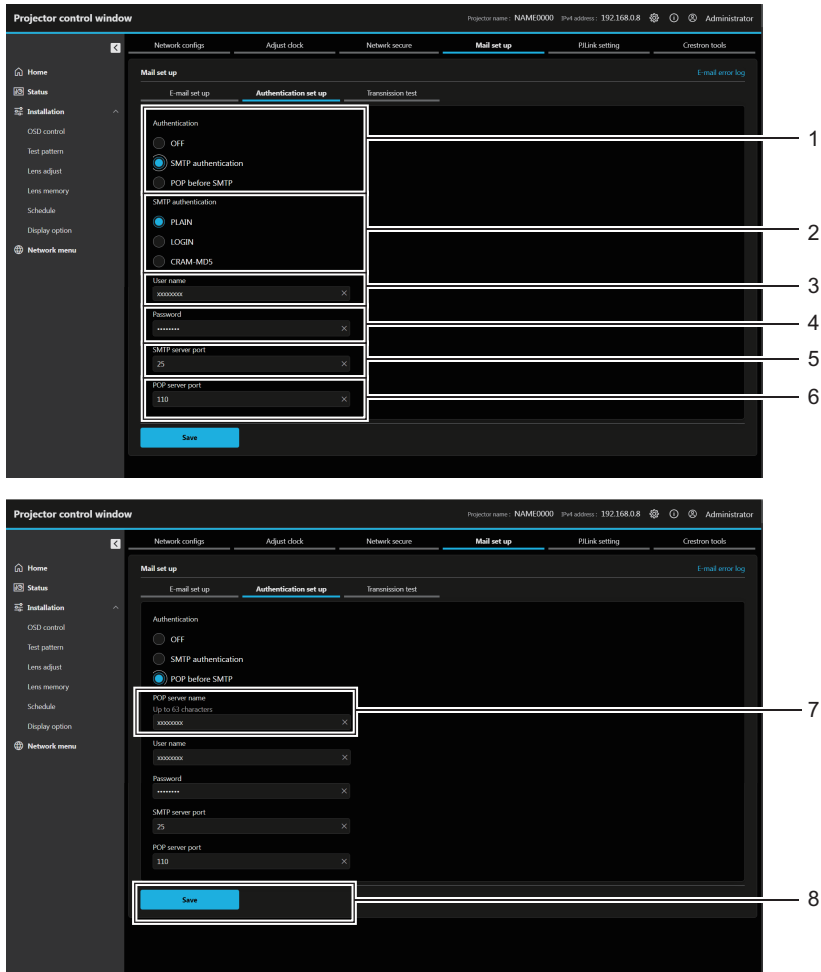 Projector control window
Projector name : NAME0000 IPv4 address : 192.168.0.8 Administrator
Network configs Adjust clock Netwrk secure Mail set up PJLink setting Crestron tools
Home
Status
Installation
OSD control
Test pattern
Lens adjust
Lens memory
Schedule
Display option
Network menu
Mail set up E-mail error log
E-mail set up Authentication set up Transmission test
Authentication
OFF
SMTP authentication
POP before SMTP
1
SMTP authentication
PLAIN
LOGIN
CRAM-MD5
2
User name
xxxxxxxx
3
Password
••••••••
4
SMTP server port
25
5
POP server port
110
6
Save
Projector control window
Projector name : NAME0000 IPv4 address : 192.168.0.8 Administrator
Network configs Adjust clock Netwrk secure Mail set up PJLink setting Crestron tools
Home
Status
Installation
OSD control
Test pattern
Lens adjust
Lens memory
Schedule
Display option
Network menu
Mail set up E-mail error log
E-mail set up Authentication set up Transmission test
Authentication
OFF
SMTP authentication
POP before SMTP
POP server name
Up to 63 characters
xxxxxxxx
7
User name
xxxxxxxx
Password
••••••••
SMTP server port
25
POP server port
110
Save
8